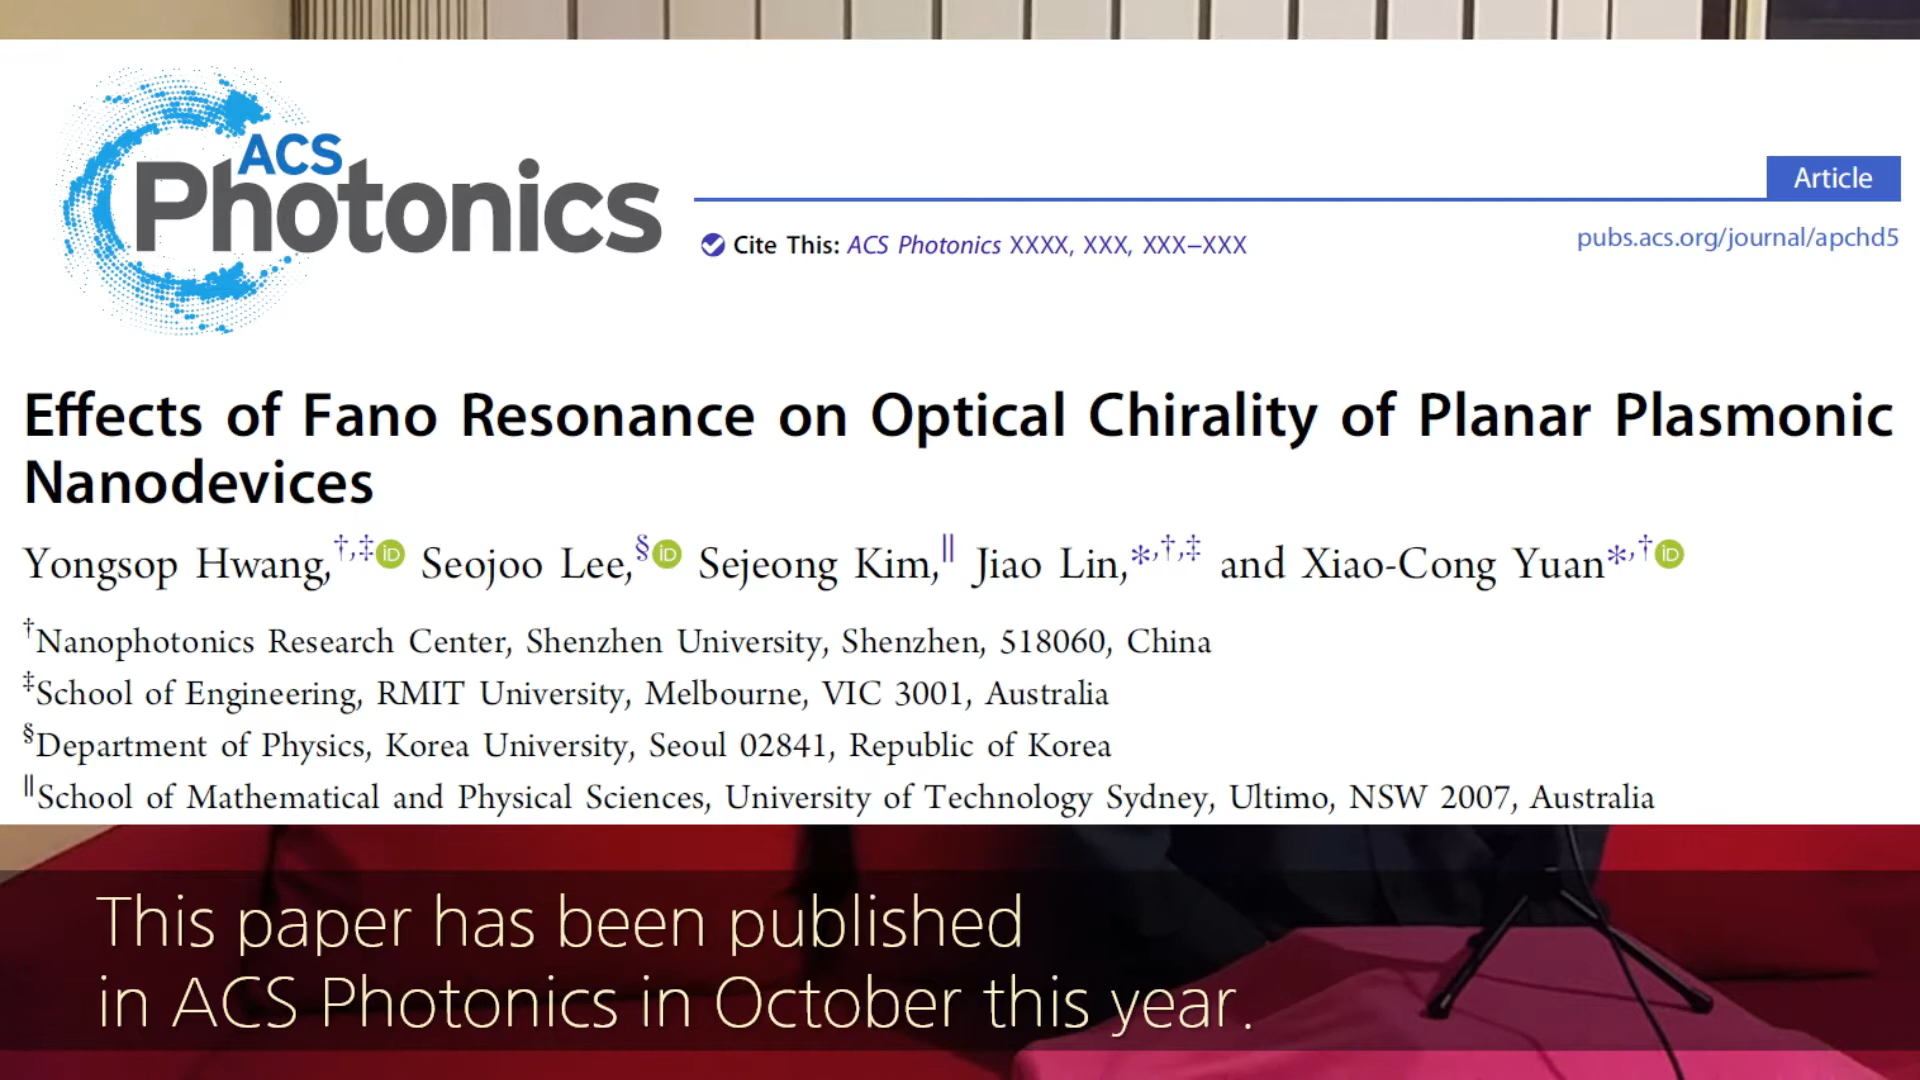 ACS
Photonics
Article
Cite This: ACS Photonics XXXX, XXX, XXX−XXX
pubs.acs.org/journal/apchd5
Effects of Fano Resonance on Optical Chirality of Planar Plasmonic
Nanodevices
Yongsop Hwang,†,‡ iD Seojoo Lee,§ iD Sejeong Kim,∥ Jiao Lin,*,†,‡ and Xiao-Cong Yuan*,† iD
†Nanophotonics Research Center, Shenzhen University, Shenzhen, 518060, China
‡School of Engineering, RMIT University, Melbourne, VIC 3001, Australia
§Department of Physics, Korea University, Seoul 02841, Republic of Korea
∥School of Mathematical and Physical Sciences, University of Technology Sydney, Ultimo, NSW 2007, Australia
This paper has been published
in ACS Photonics in October this year.